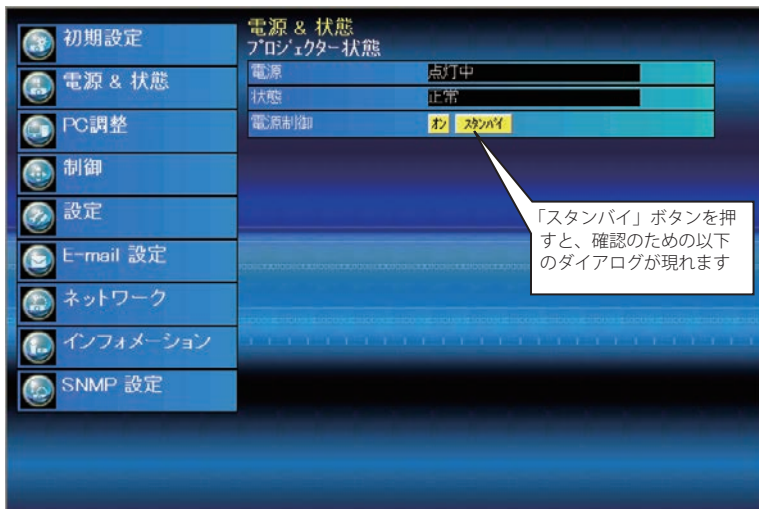 初期設定
電源 & 状態
PC調整
制御
設定
E-mail 設定
ネットワーク
インフォメーション
SNMP 設定
電源 & 状態
プロジェクター状態
電源 点灯中
状態 正常
電源制御 オン スタンバイ
「スタンバイ」ボタンを押
すと、確認のための以下
のダイアログが現れます